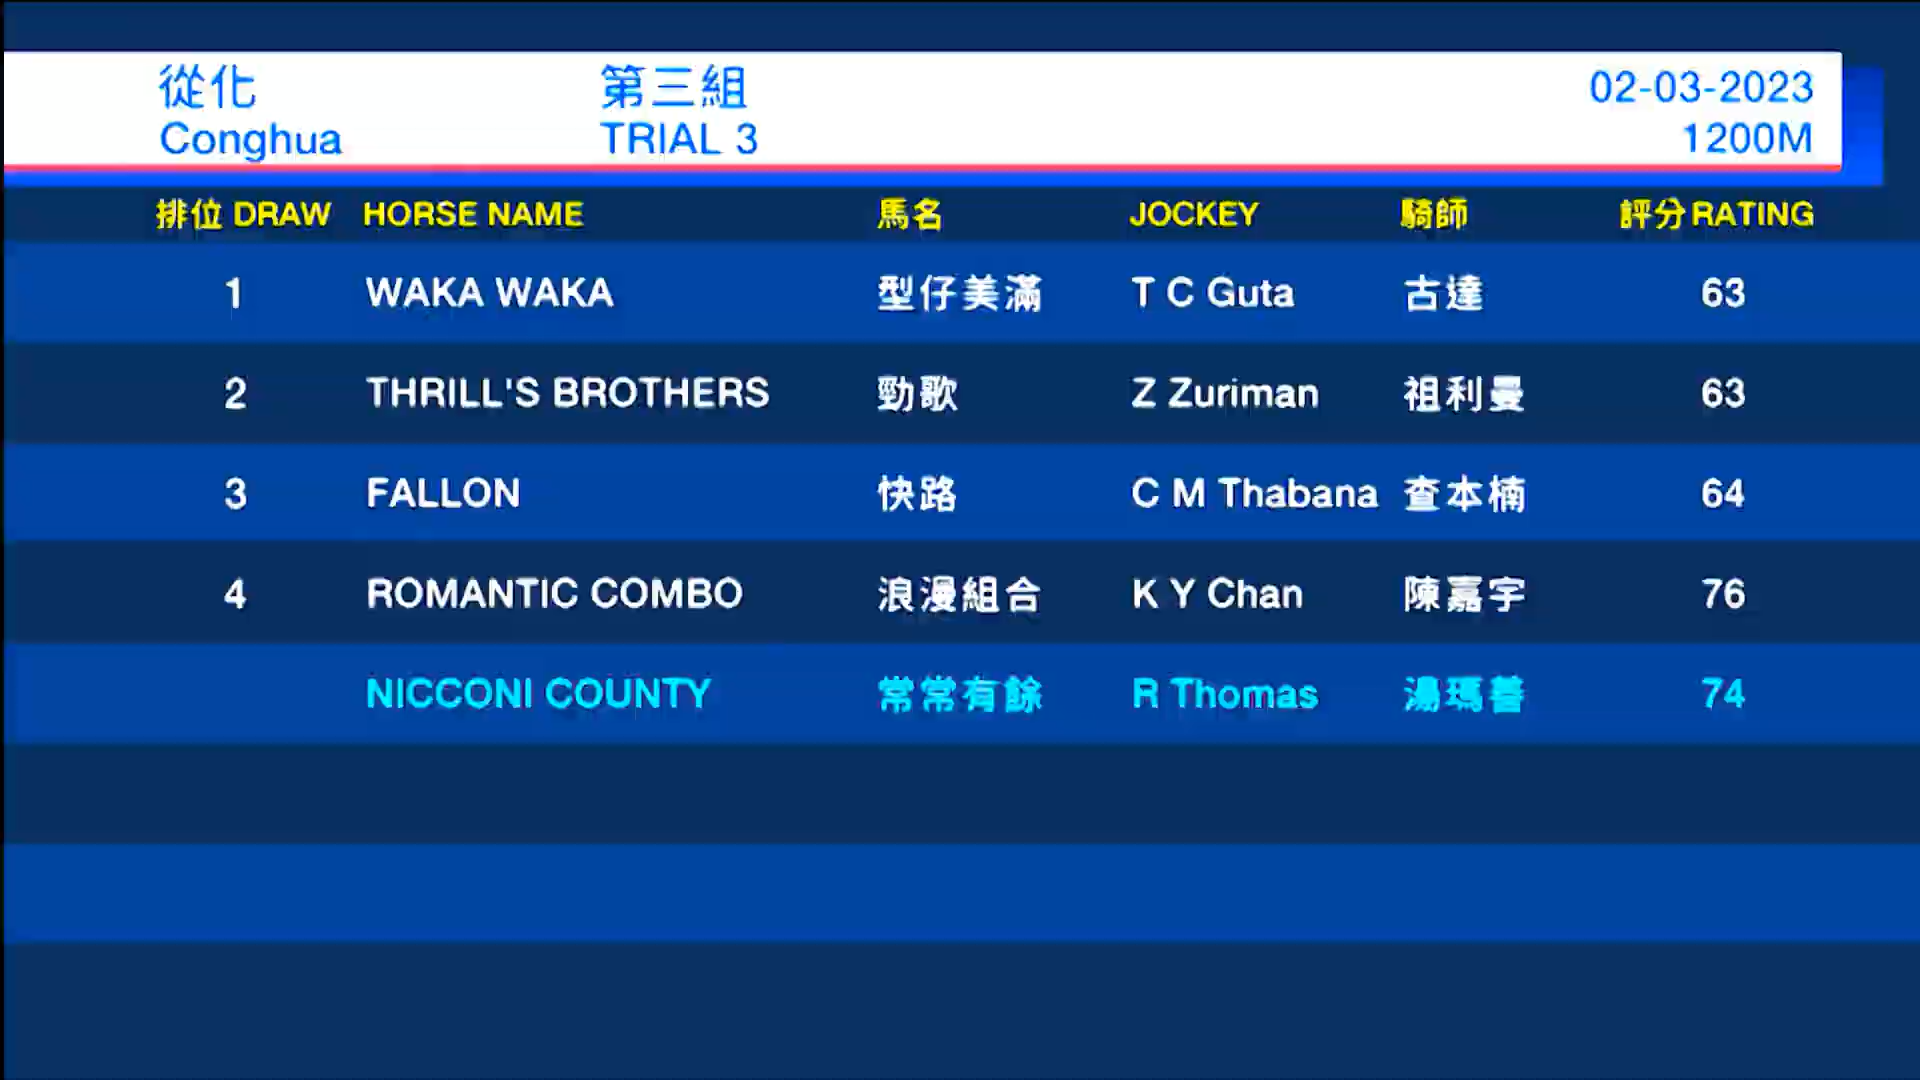 從化 第三組 02-03-2023
Conghua TRIAL 3 1200M
排位 DRAW HORSE NAME 馬名 JOCKEY 騎師 評分 RATING
1 WAKA WAKA 型仔美滿 T C Guta 古達 63
2 THRILL'S BROTHERS 勁歌 Z Zuriman 祖利曼 63
3 FALLON 快路 C M Thabana 查本楠 64
4 ROMANTIC COMBO 浪漫組合 K Y Chan 陳嘉宇 76
NICCONI COUNTY 常常有餘 R Thomas 湯瑪善 74